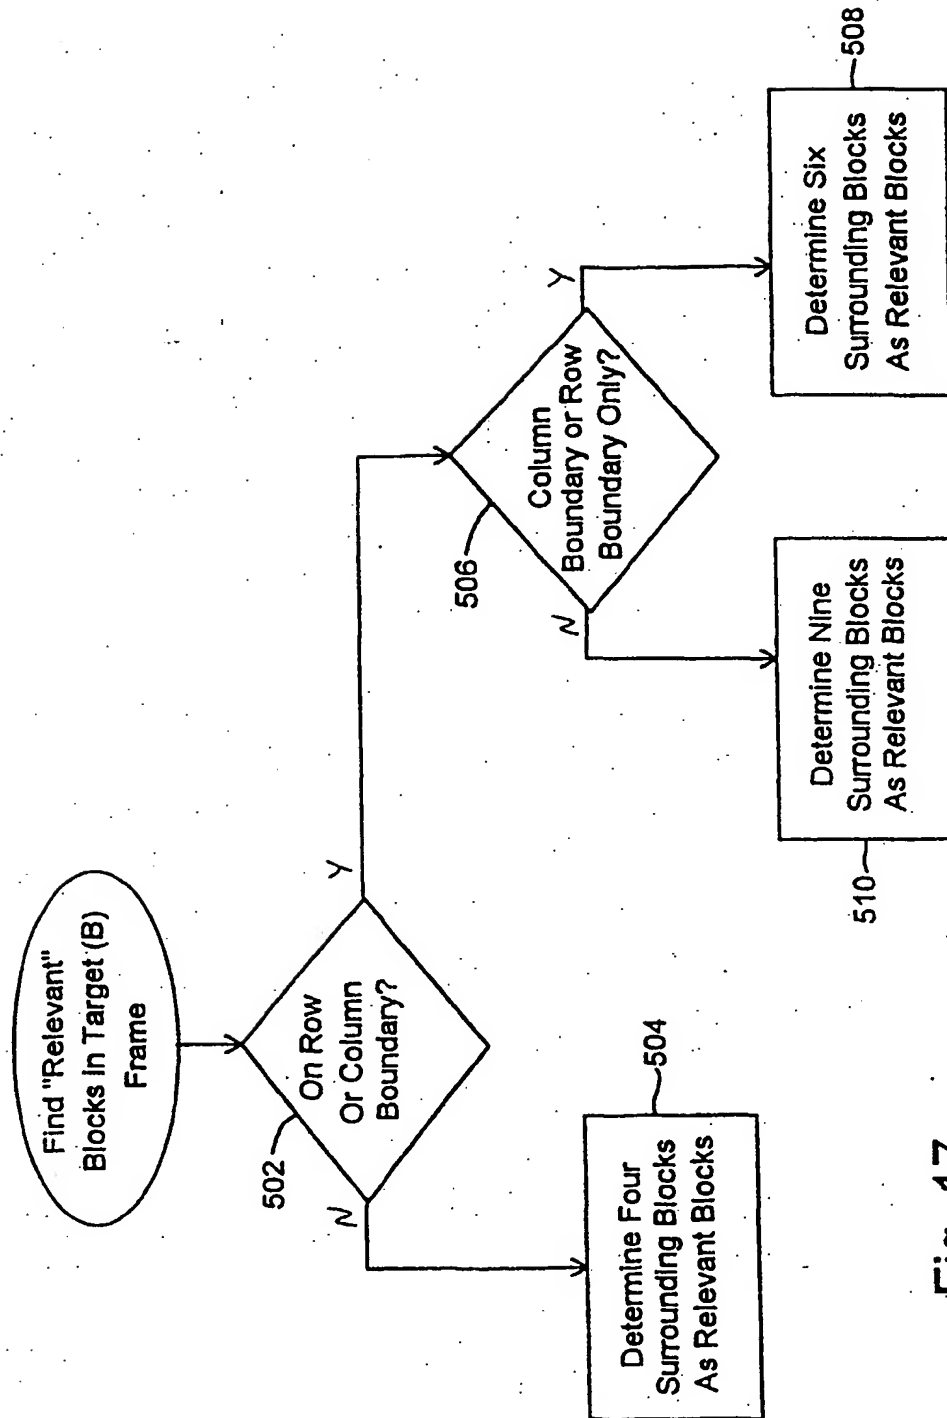 Find "Relevant"
Blocks In Target (B)
Frame
502
On Row
Or Column
Boundary?
N
Y
504
Determine Four
Surrounding Blocks
As Relevant Blocks
506
Column
Boundary or Row
Boundary Only?
N
Y
510
Determine Nine
Surrounding Blocks
As Relevant Blocks
508
Determine Six
Surrounding Blocks
As Relevant Blocks
Fig. 17